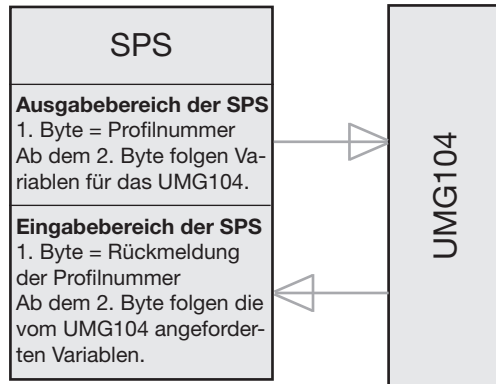 SPS
Ausgabebereich der SPS
1. Byte = Profilnummer
Ab dem 2. Byte folgen Va-
riablen für das UMG104.
Eingabebereich der SPS
1. Byte = Rückmeldung
der Profilnummer
Ab dem 2. Byte folgen die
vom UMG104 angeforder-
ten Variablen.
UMG104